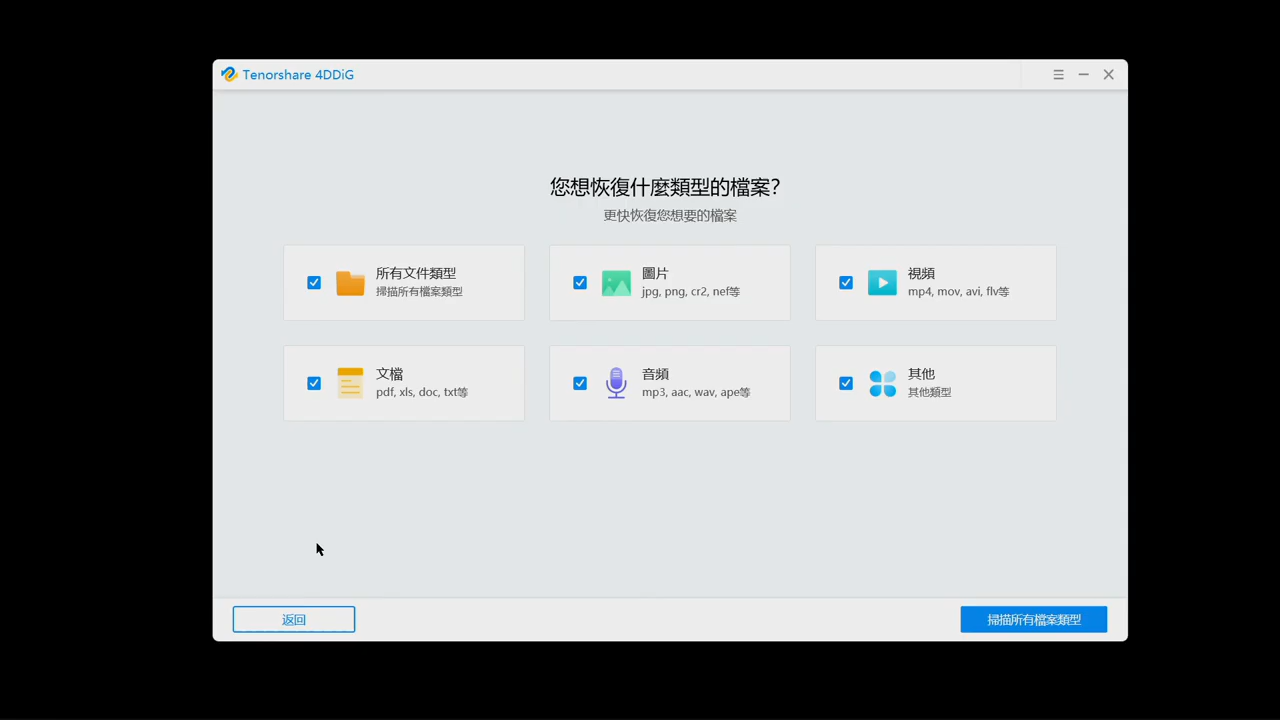 Tenorshare 4DDiG
您想恢復什麼類型的檔案?
更快恢復您想要的檔案
所有文件類型
掃描所有檔案類型
圖片
jpg, png, cr2, nef等
視頻
mp4, mov, avi, flv等
文檔
pdf, xls, doc, txt等
音頻
mp3, aac, wav, ape等
其他
其他類型
返回
掃描所有檔案類型